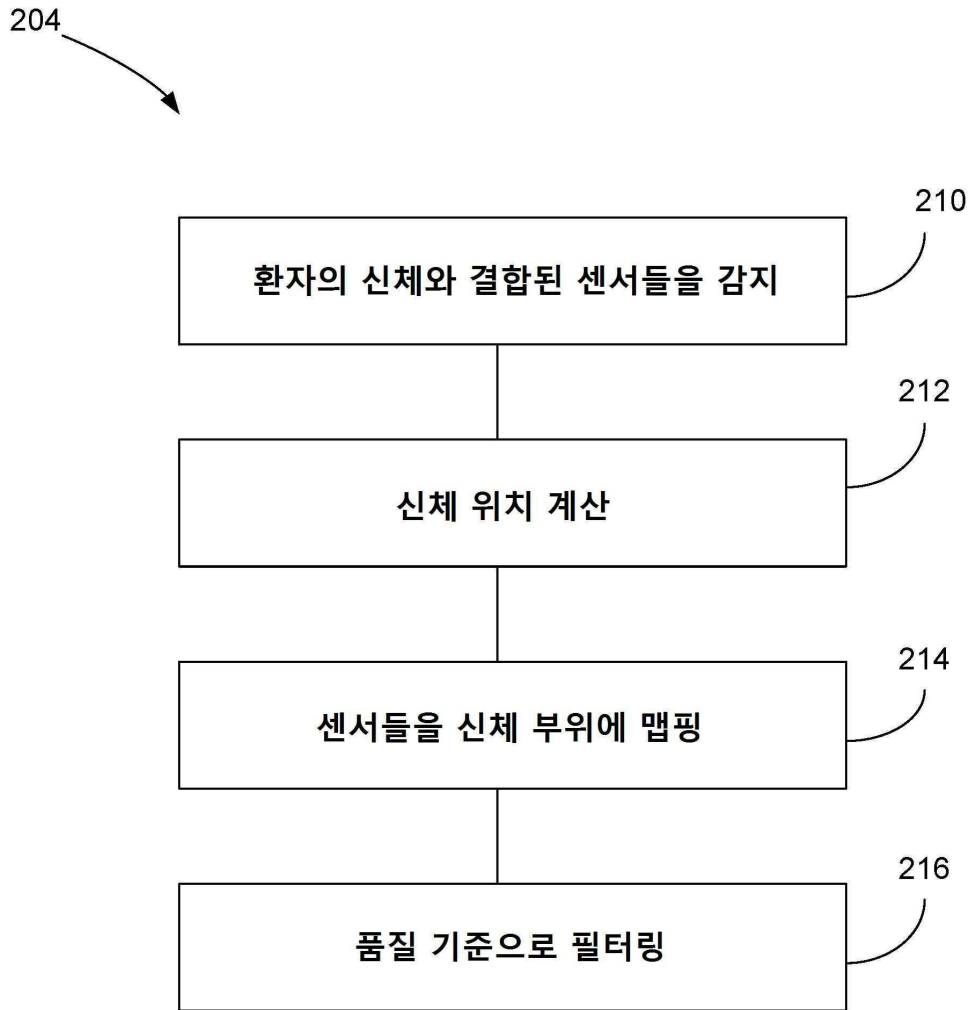 204
210
환자의 신체와 결합된 센서들을 감지
212
신체 위치 계산
214
센서들을 신체 부위에 맵핑
216
품질 기준으로 필터링